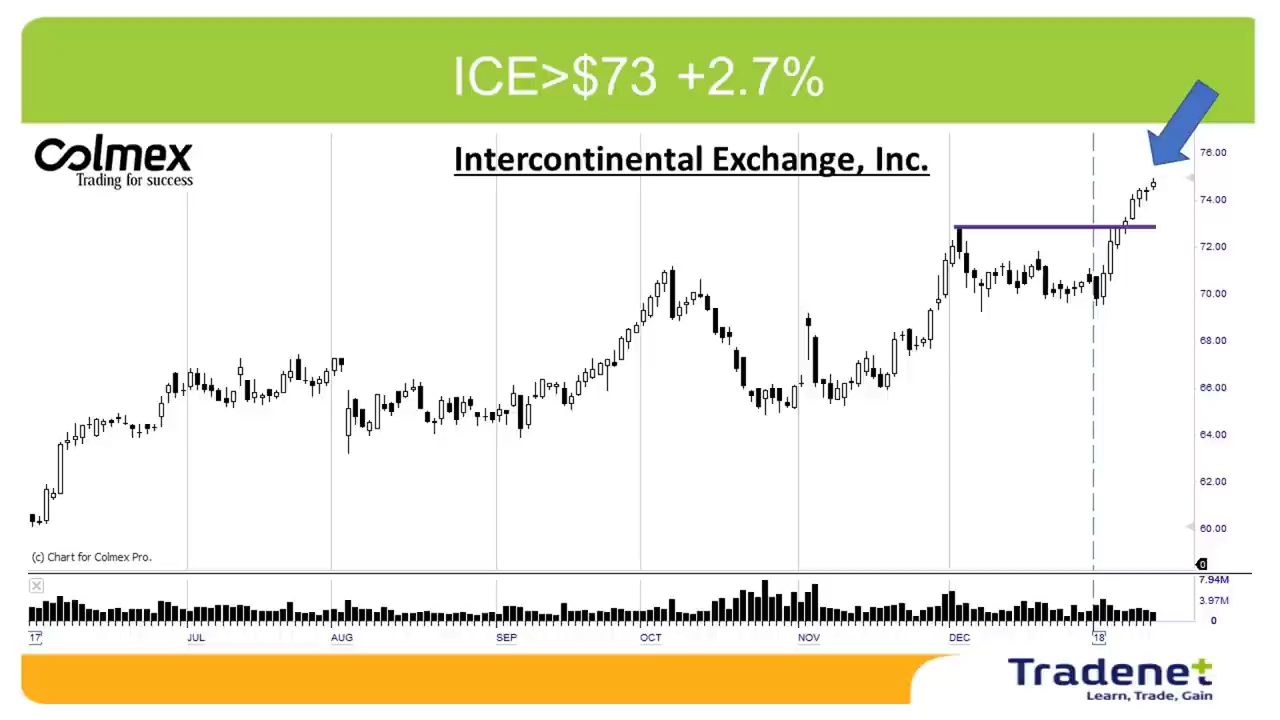 ICE>$73 +2.7%
Colmex
Trading for success
Intercontinental Exchange, Inc.
76.00
74.00
72.00
70.00
68.00
66.00
64.00
62.00
60.00
(c) Chart for Colmex Pro.
0
7.94M
3.97M
0
17 JUL AUG SEP OCT NOV DEC 18
Tradenet
Learn, Trade, Gain